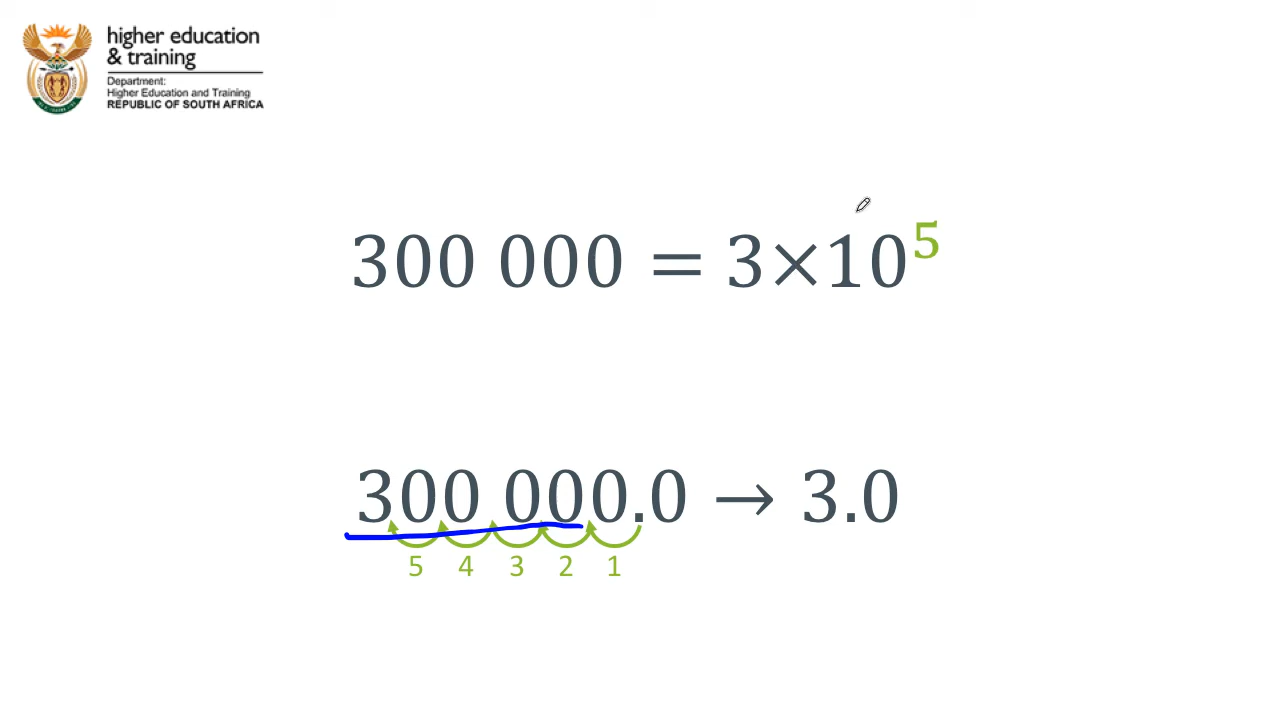 higher education
& training
Department:
Higher Education and Training
REPUBLIC OF SOUTH AFRICA
300 000 = 3×10⁵
300 000.0 → 3.0
5 4 3 2 1